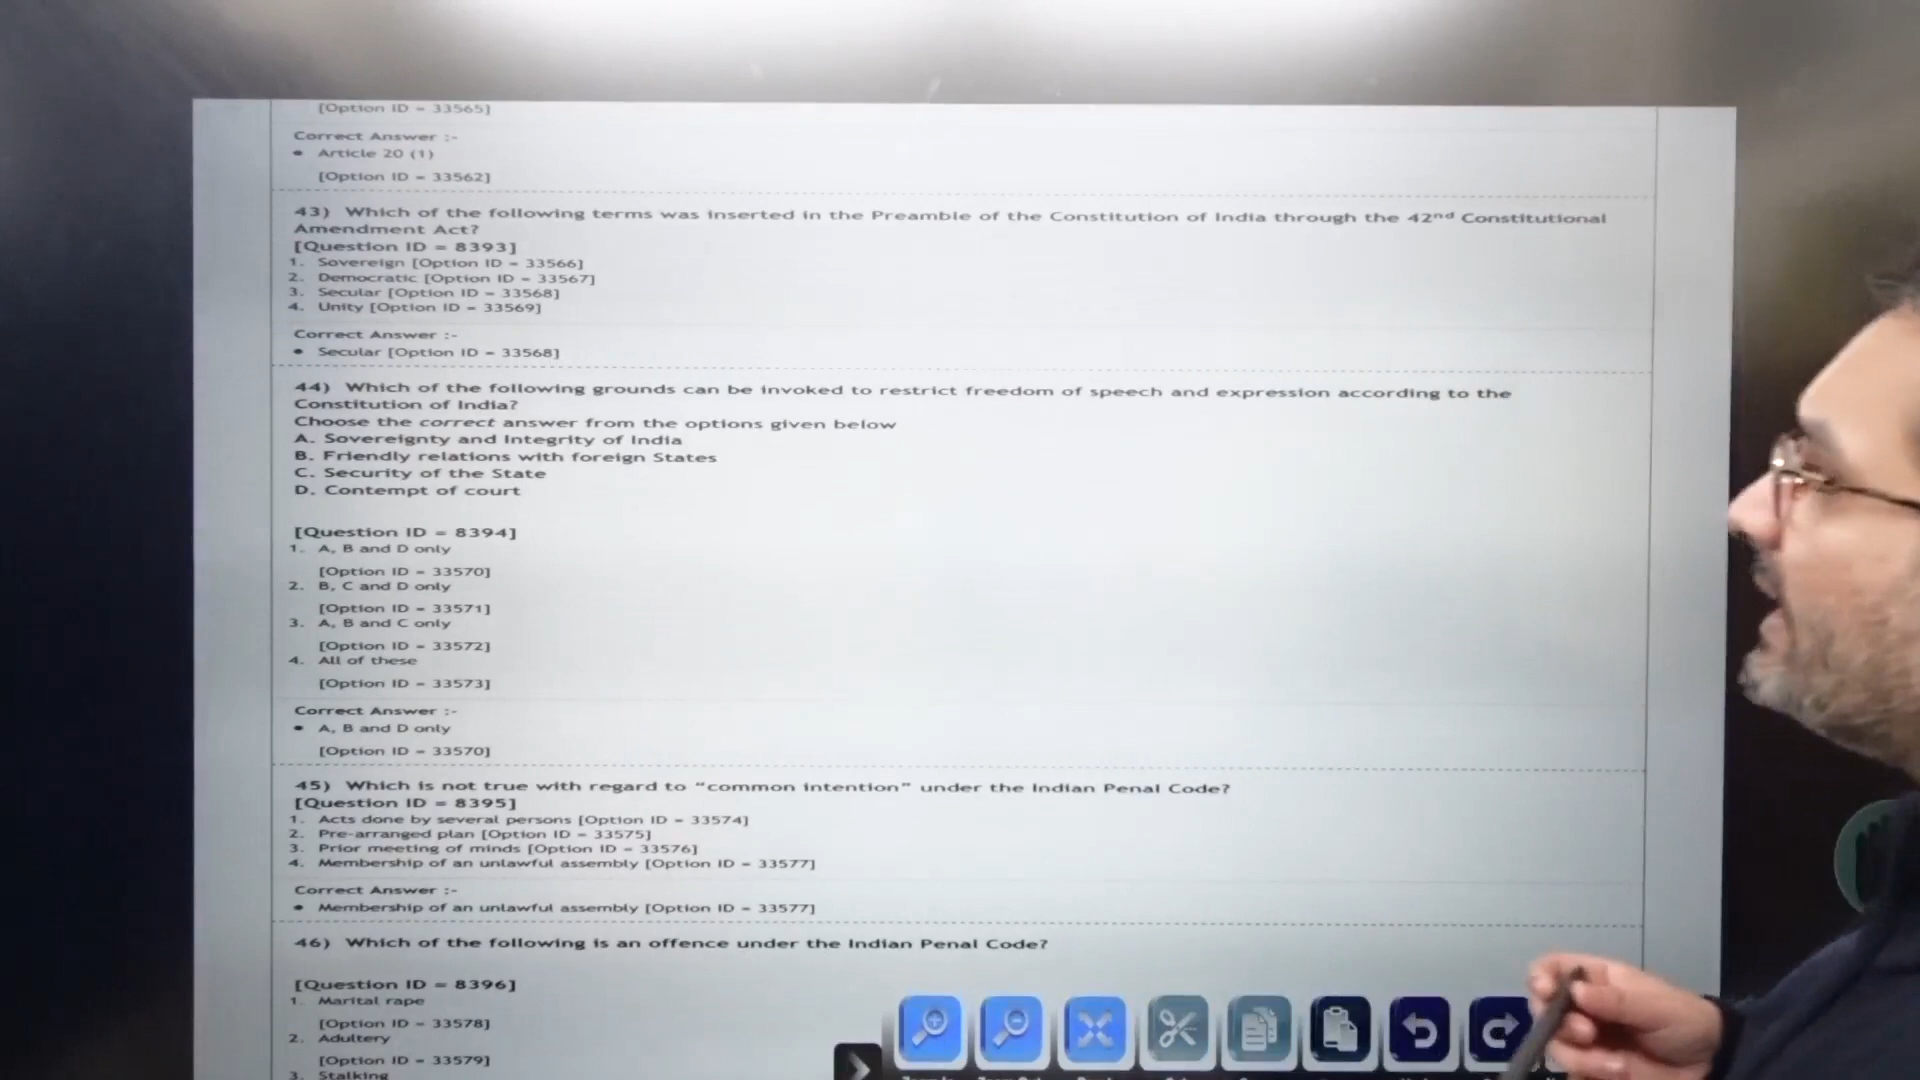 [Option ID = 33565]
Correct Answer :-
• Article 20 (1)
[Option ID = 33562]
43) Which of the following terms was inserted in the Preamble of the Constitution of India through the 42nd Constitutional
Amendment Act?
[Question ID = 8393]
1. Sovereign [Option ID = 33566]
2. Democratic [Option ID = 33567]
3. Secular [Option ID = 33568]
4. Unity [Option ID = 33569]
Correct Answer :-
• Secular [Option ID = 33568]
44) Which of the following grounds can be invoked to restrict freedom of speech and expression according to the
Constitution of India?
Choose the correct answer from the options given below
A. Sovereignty and Integrity of India
B. Friendly relations with foreign States
C. Security of the State
D. Contempt of court
[Question ID = 8394]
1. A, B and D only
[Option ID = 33570]
2. B, C and D only
[Option ID = 33571]
3. A, B and C only
[Option ID = 33572]
4. All of these
[Option ID = 33573]
Correct Answer :-
• A, B and D only
[Option ID = 33570]
45) Which is not true with regard to "common intention" under the Indian Penal Code?
[Question ID = 8395]
1. Acts done by several persons [Option ID = 33574]
2. Pre-arranged plan [Option ID = 33575]
3. Prior meeting of minds [Option ID = 33576]
4. Membership of an unlawful assembly [Option ID = 33577]
Correct Answer :-
• Membership of an unlawful assembly [Option ID = 33577]
46) Which of the following is an offence under the Indian Penal Code?
[Question ID = 8396]
1. Marital rape
[Option ID = 33578]
2. Adultery
[Option ID = 33579]
3. Stalking